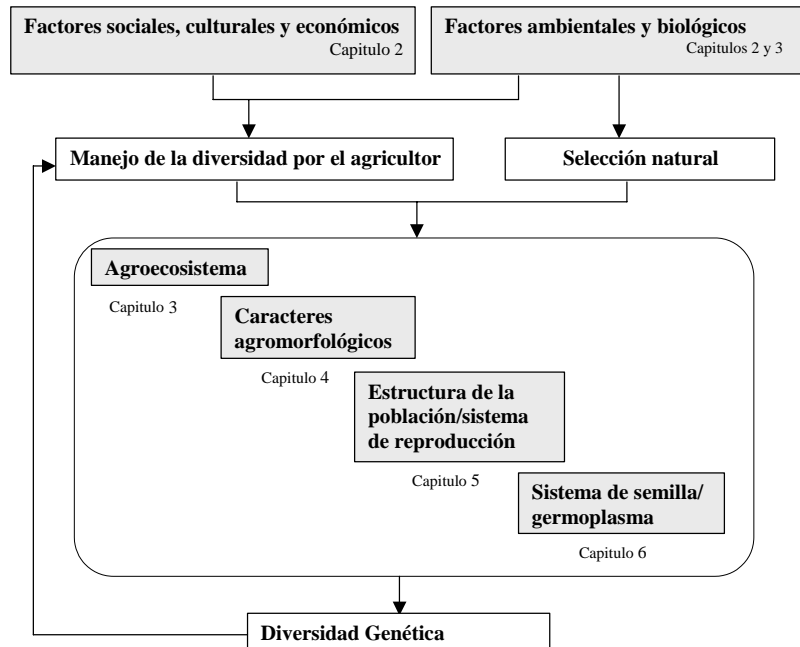 Factores sociales, culturales y económicos
Capitulo 2
Factores ambientales y biológicos
Capitulos 2 y 3
Manejo de la diversidad por el agricultor
Selección natural
Agroecosistema
Capitulo 3
Caracteres
agromorfológicos
Capitulo 4
Estructura de la
población/sistema
de reproducción
Capitulo 5
Sistema de semilla/
germoplasma
Capitulo 6
Diversidad Genética